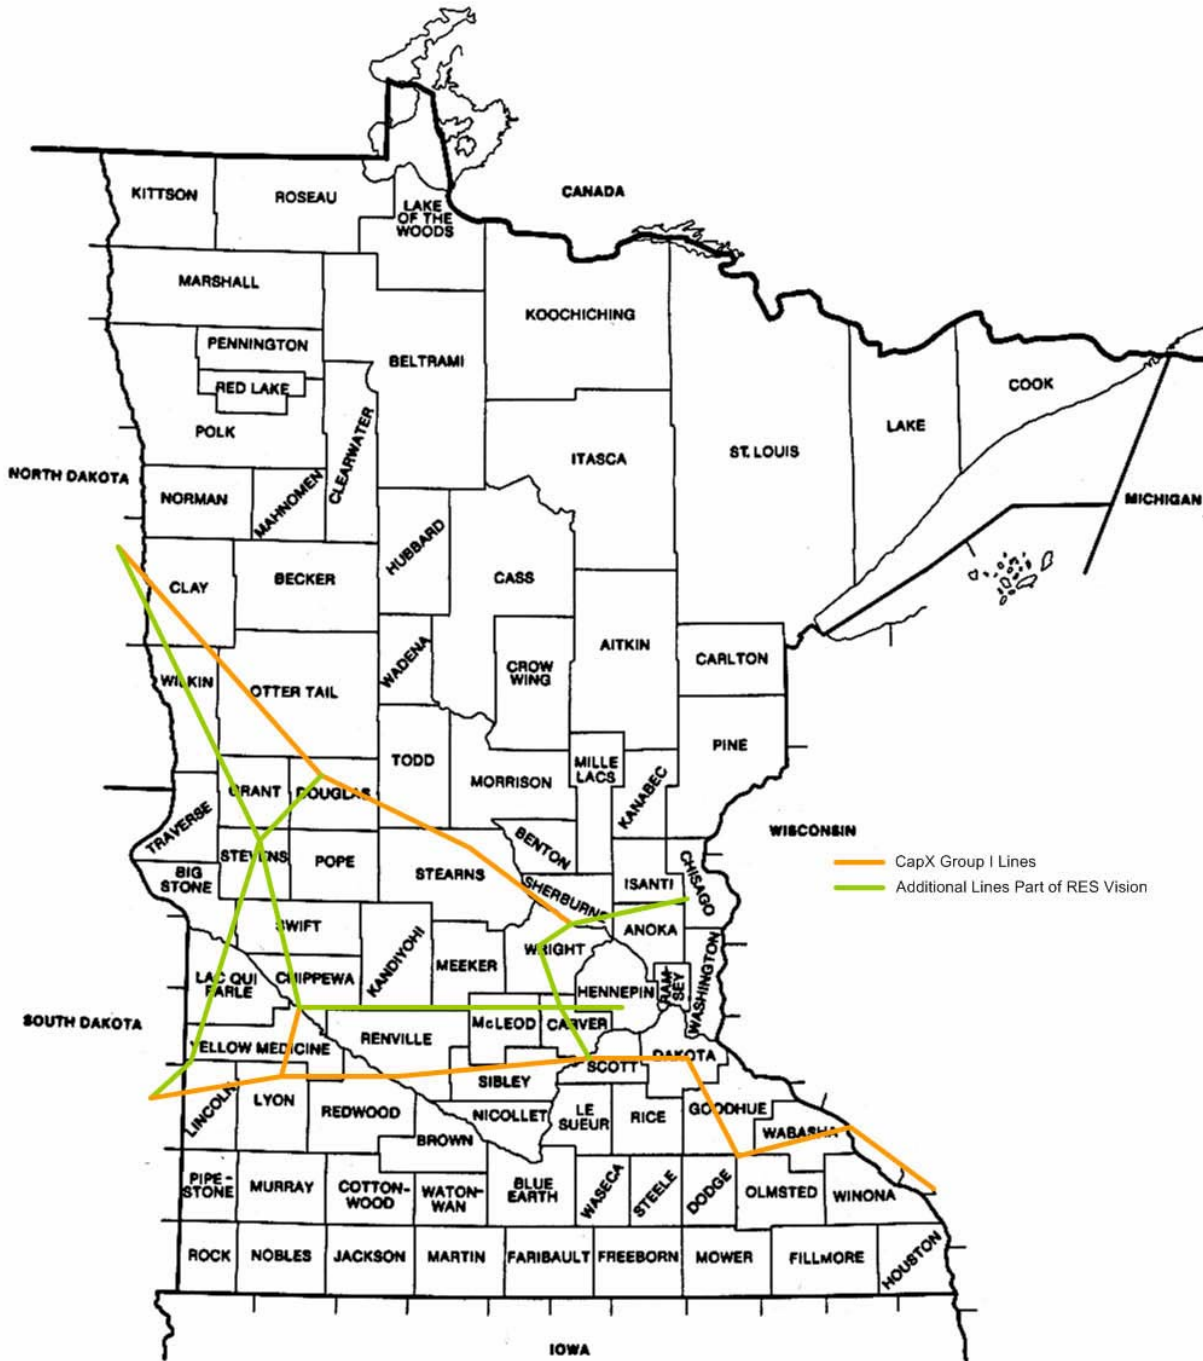 CANADA
KITTSON
ROSEAU
LAKE
OF THE
WOODS
MARSHALL
KOOCHICHING
PENNINGTON
BELTRAMI
RED LAKE
COOK
POLK
CLEARWATER
LAKE
ITASCA
ST. LOUIS
NORTH DAKOTA
NORMAN
MAHNOMEN
MICHIGAN
HUBBARD
CLAY
BECKER
CASS
WADENA
AITKIN
CARLTON
CROW
WING
WILKIN
OTTER TAIL
TODD
PINE
MILLE
LACS
MORRISON
KANABEC
GRANT
DOUGLAS
TRAVERSE
WISCONSIN
BENTON
STEVENS
POPE
STEARNS
BIG
STONE
CHISAGO
ISANTI
SHERBURNE
CapX Group I Lines
Additional Lines Part of RES Vision
SWIFT
ANOKA
WRIGHT
KANDIYOHI
MEEKER
LAC QUI
PARLE
CHIPPEWA
WASHINGTON
RAM-
SEY
HENNEPIN
SOUTH DAKOTA
McLEOD
CARVER
RENVILLE
YELLOW MEDICINE
DAKOTA
SCOTT
SIBLEY
LINCOLN
LYON
REDWOOD
NICOLLET
LE
SUEUR
RICE
GOODHUE
WABASHA
BROWN
PIPE-
STONE
MURRAY
COTTON-
WOOD
WATON-
WAN
BLUE
EARTH
WASECA
STEELE
DODGE
OLMSTED
WINONA
ROCK
NOBLES
JACKSON
MARTIN
FARIBAULT
FREEBORN
MOWER
FILLMORE
HOUSTON
IOWA